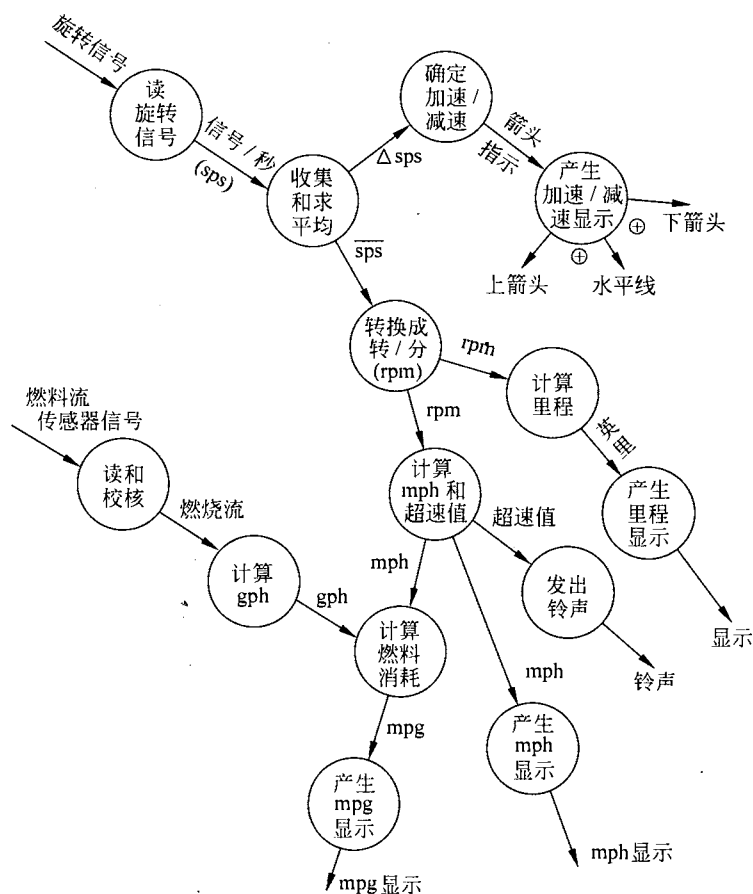 旋转信号
读
旋转
信号
信号/秒
(sps)
收集
和求
平均
△sps
确定
加速/
减速
箭头
指示
产生
加速/减
速显示
⊕
下箭头
⊕
上箭头
水平线
s̅p̅s̅
转换成
转/分
(rpm)
rpm
计算
里程
英里
产生
里程
显示
显示
rpm
计算
mph 和
超速值
超速值
发出
铃声
铃声
燃料流
传感器信号
读和
校核
燃烧流
计算
gph
gph
mph
计算
燃料
消耗
mpg
产生
mpg
显示
mpg显示
mph
产生
mph
显示
mph显示